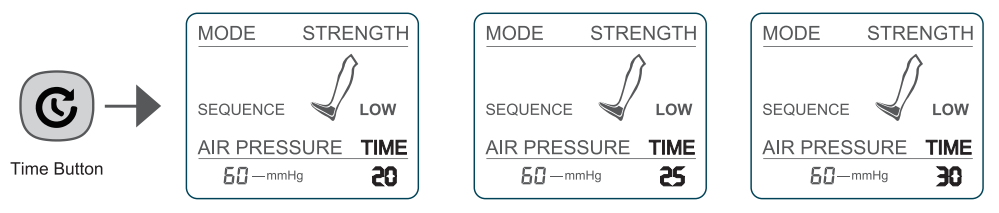 MODE STRENGTH
SEQUENCE LOW
AIR PRESSURE TIME
60—mmHg 20
MODE STRENGTH
SEQUENCE LOW
AIR PRESSURE TIME
60—mmHg 25
MODE STRENGTH
SEQUENCE LOW
AIR PRESSURE TIME
60—mmHg 30
Time Button